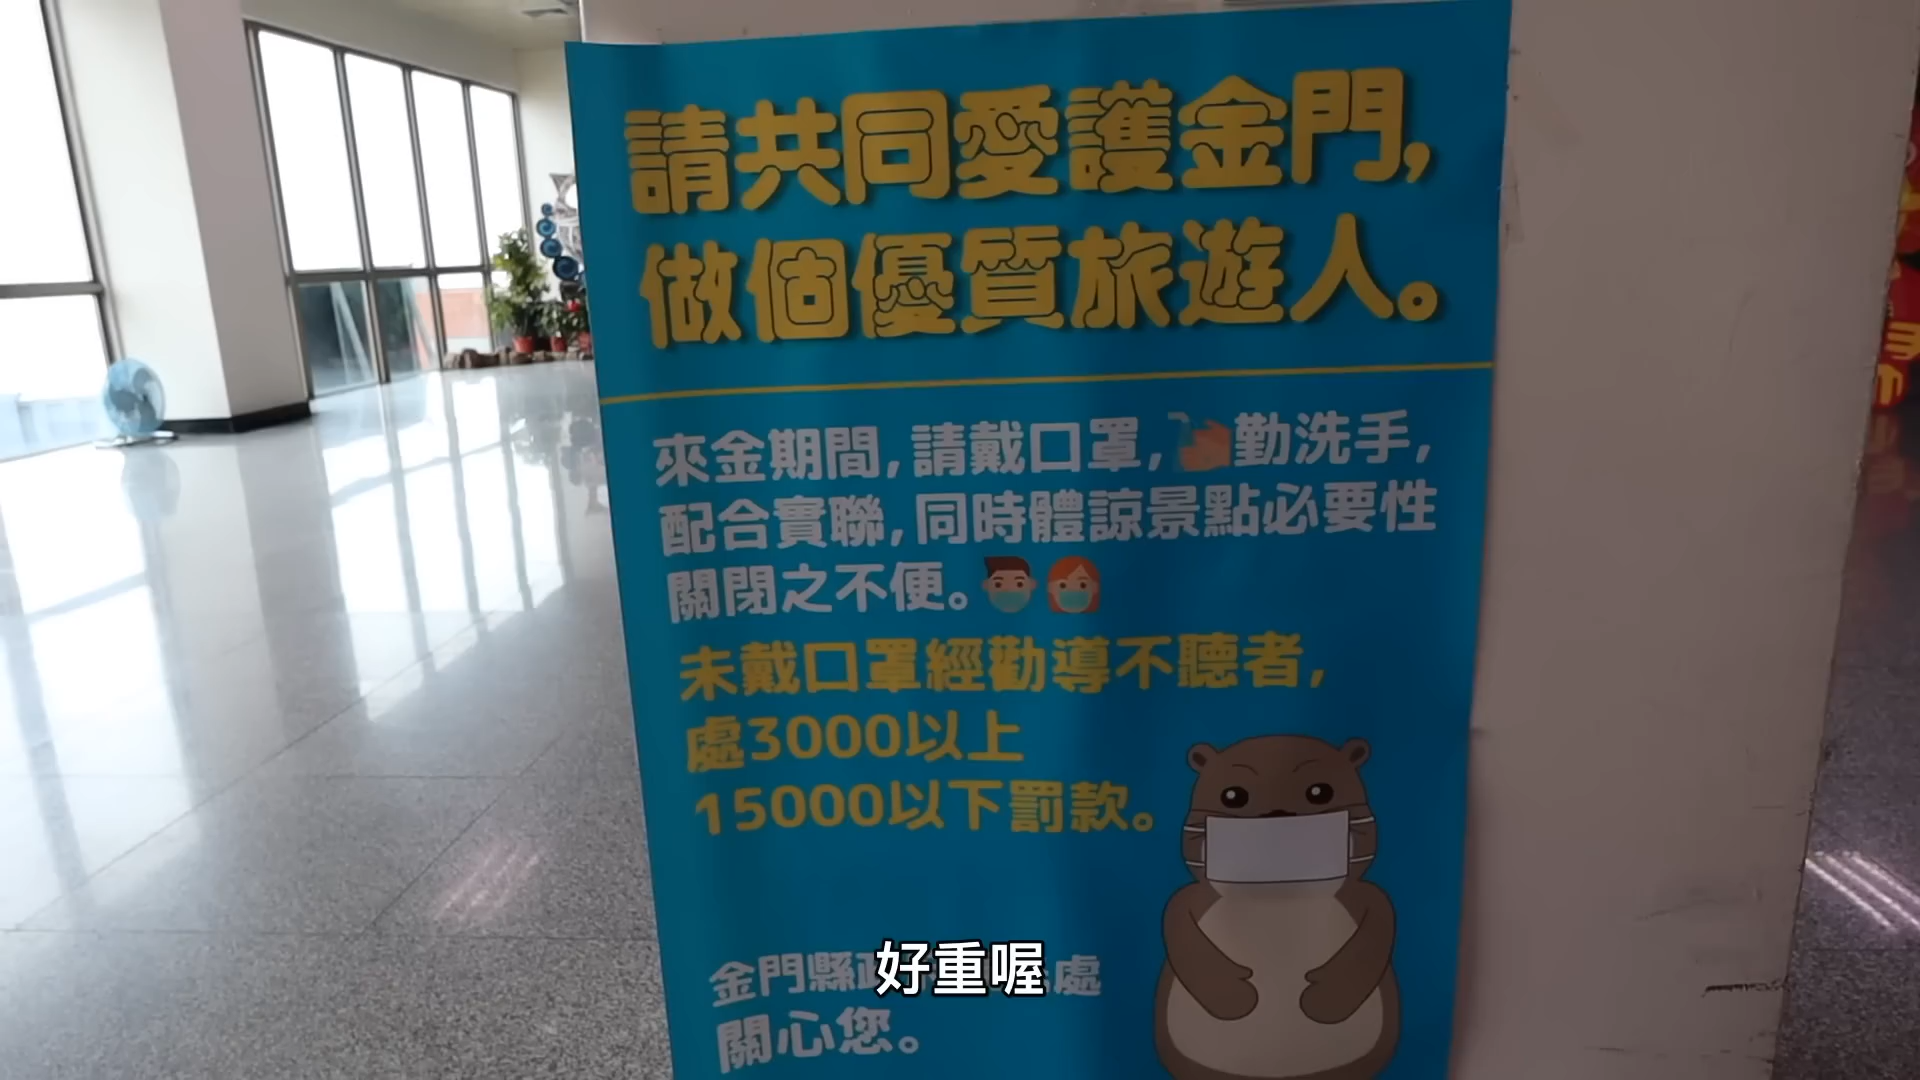 請共同愛護金門,
做個優質旅遊人。
來金期間,請戴口罩,勤洗手,
配合實聯,同時體諒景點必要性
關閉之不便。
未戴口罩經勸導不聽者,
處3000以上
15000以下罰款。
金門縣政 處
關心您。
好重喔